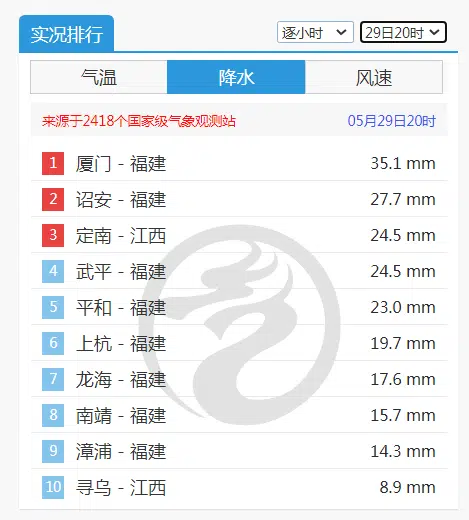 实况排行 逐小时 29日20时
气温 降水 风速
来源于2418个国家级气象观测站 05月29日20时
1 厦门 - 福建 35.1 mm
2 诏安 - 福建 27.7 mm
3 定南 - 江西 24.5 mm
4 武平 - 福建 24.5 mm
5 平和 - 福建 23.0 mm
6 上杭 - 福建 19.7 mm
7 龙海 - 福建 17.6 mm
8 南靖 - 福建 15.7 mm
9 漳浦 - 福建 14.3 mm
10 寻乌 - 江西 8.9 mm